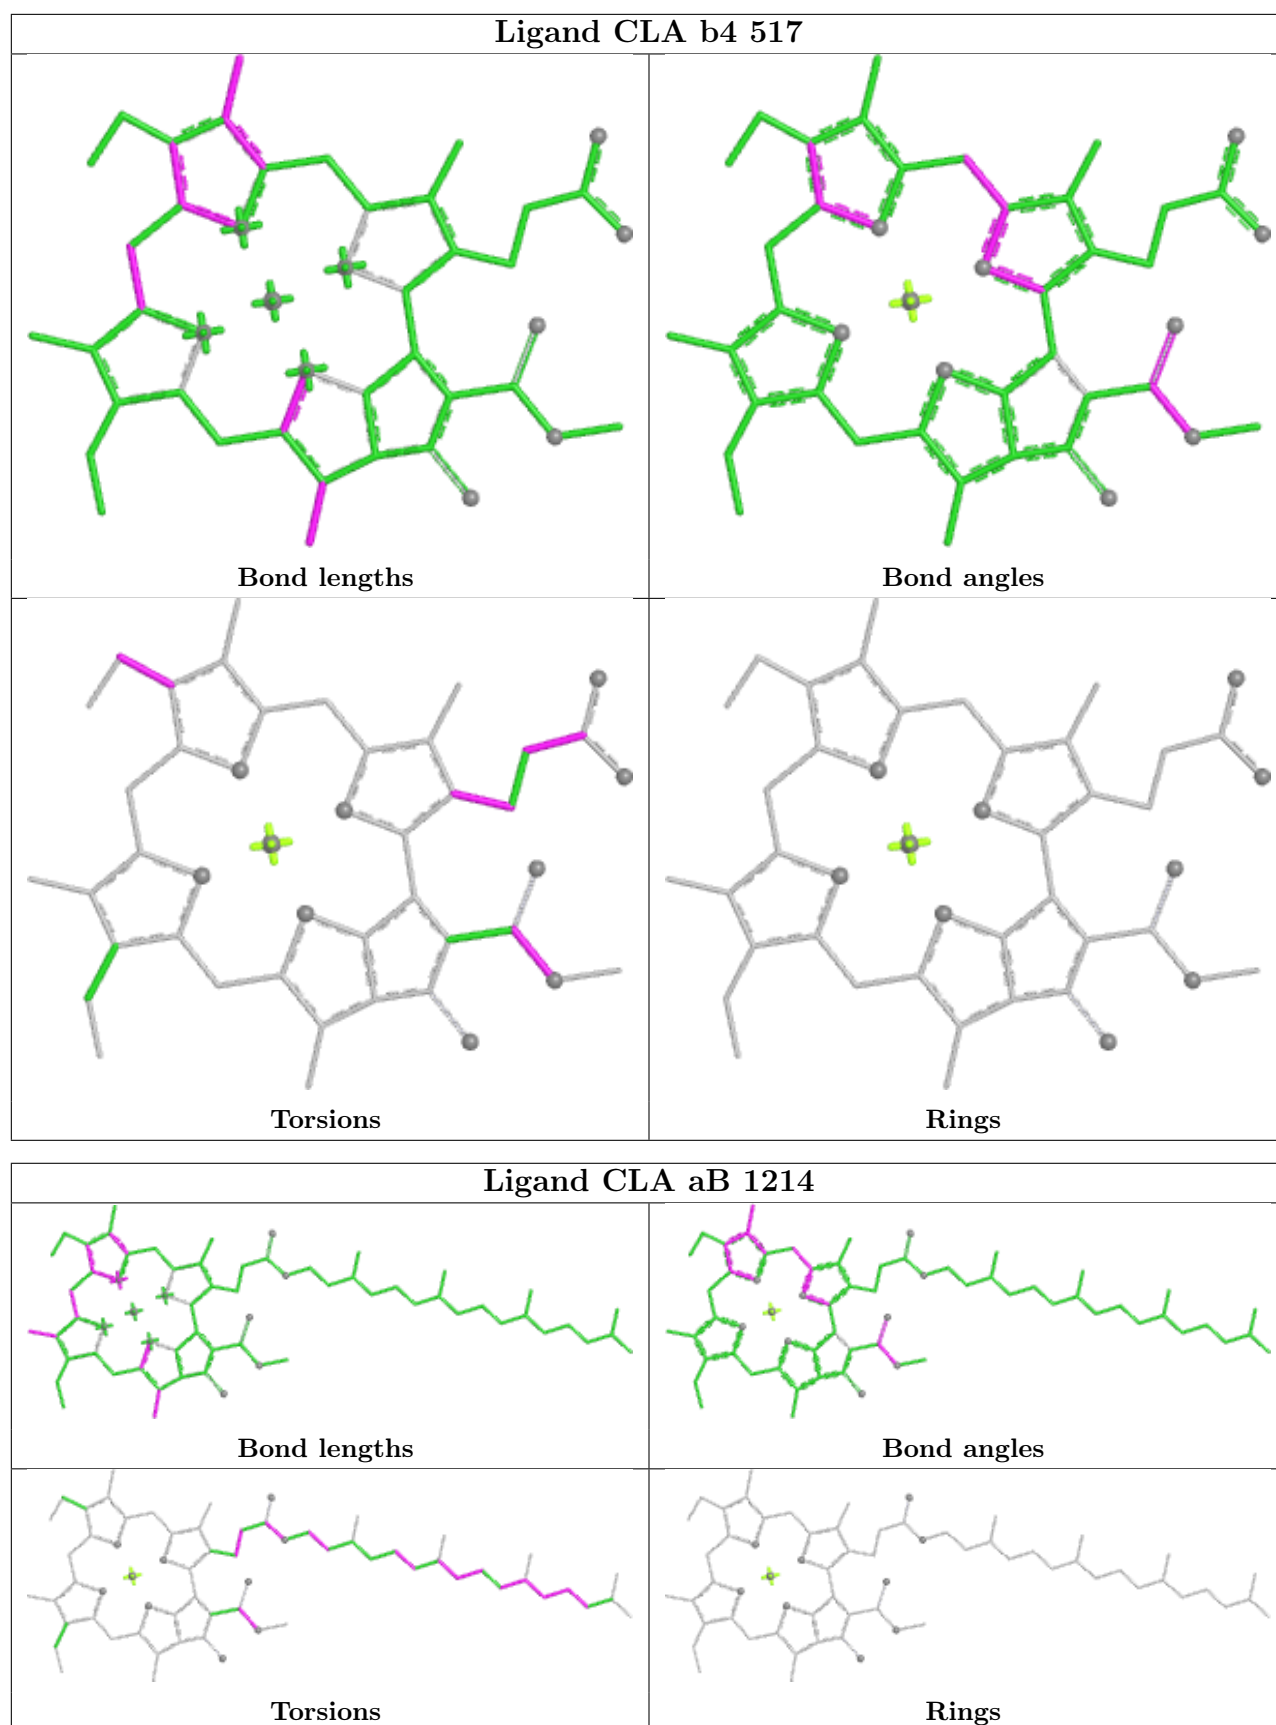 Ligand CLA b4 517
Bond lengths
Bond angles
Torsions
Rings
Ligand CLA aB 1214
Bond lengths
Bond angles
Torsions
Rings